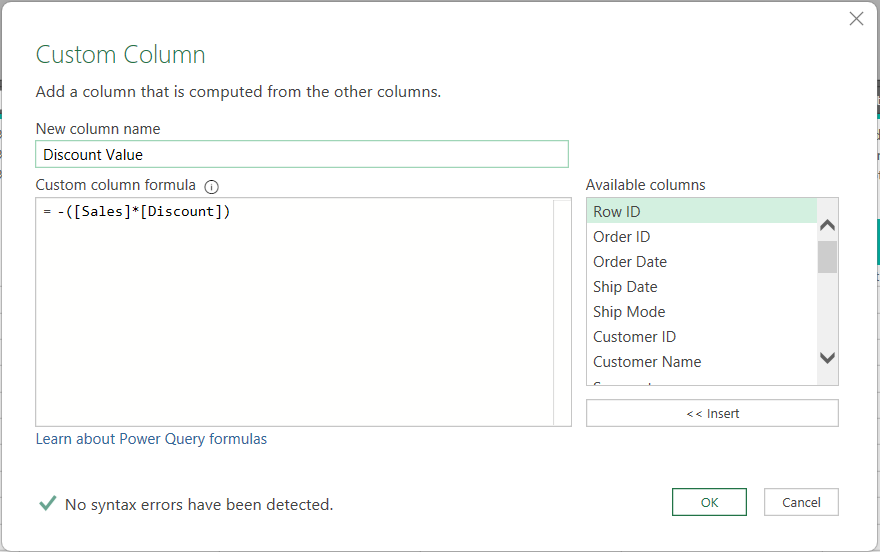 Custom Column
Add a column that is computed from the other columns.
New column name
Discount Value
Custom column formula
= -([Sales]*[Discount])
Available columns
Row ID
Order ID
Order Date
Ship Date
Ship Mode
Customer ID
Customer Name
<< Insert
Learn about Power Query formulas
No syntax errors have been detected.
OK
Cancel